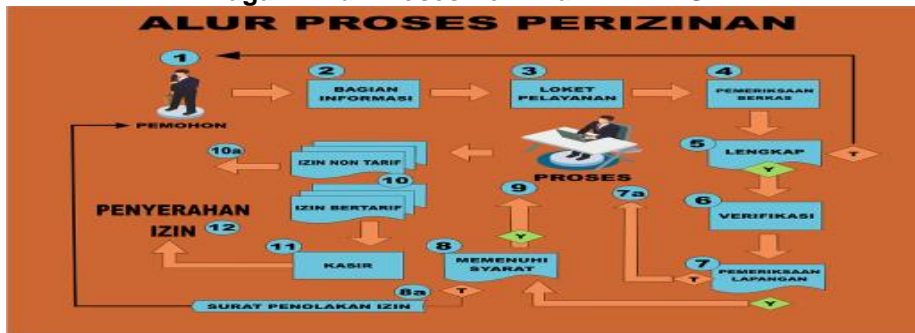 ALUR PROSES PERIZINAN
1
2
3
4
BAGIAN
INFORMASI
LOKET
PELAYANAN
PEMERIKSAAN
BERKAS
PEMOHON
5
LENGKAP
T
Y
10a
IZIN NON TARIF
PROSES
10
9
7a
6
IZIN BERTARIF
VERIFIKASI
PENYERAHAN
IZIN 12
11
KASIR
Y
8
MEMENUHI
SYARAT
7
PEMERIKSAAN
LAPANGAN
T
8a
T
Y
SURAT PENOLAKAN IZIN